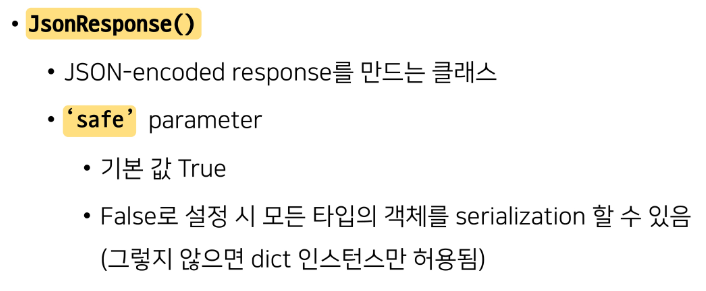 • JsonResponse()
• JSON-encoded response를 만드는 클래스
• ‘safe’ parameter
• 기본 값 True
• False로 설정 시 모든 타입의 객체를 serialization 할 수 있음
(그렇지 않으면 dict 인스턴스만 허용됨)